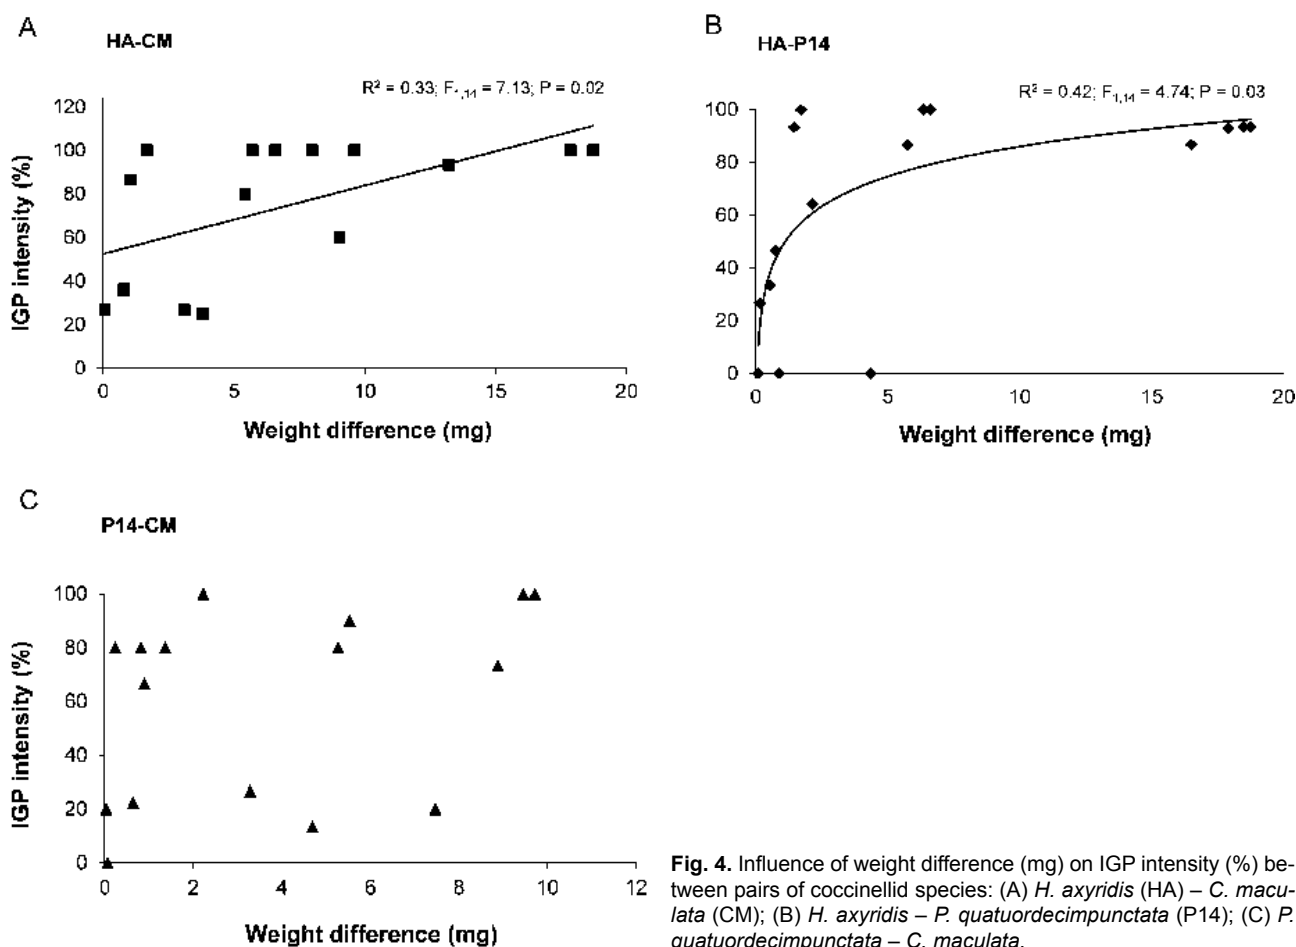 A
HA-CM
R² = 0.33; F₁,₁₄ = 7.13; P = 0.02
IGP intensity (%)
120
100
80
60
40
20
0
0 5 10 15 20
Weight difference (mg)
B
HA-P14
R² = 0.42; F₁,₁₄ = 4.74; P = 0.03
100
80
60
40
20
0
0 5 10 15 20
Weight difference (mg)
C
P14-CM
IGP intensity (%)
100
80
60
40
20
0
0 2 4 6 8 10 12
Weight difference (mg)
Fig. 4. Influence of weight difference (mg) on IGP intensity (%) be-
tween pairs of coccinellid species: (A) H. axyridis (HA) – C. macu-
lata (CM); (B) H. axyridis – P. quatuordecimpunctata (P14); (C) P.
quatuordecimpunctata – C. maculata.